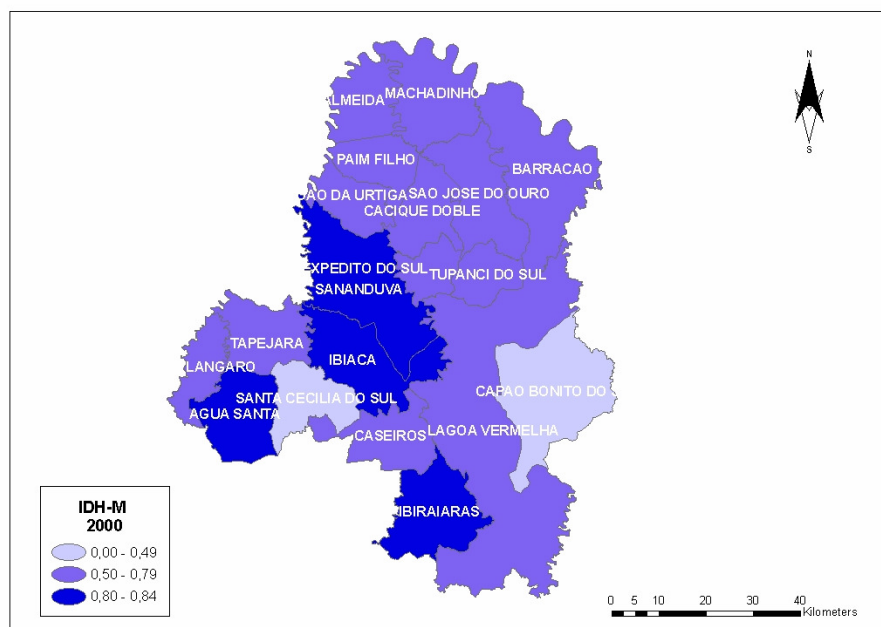 N
S
ALMEIDA
MACHADINHO
PAIM FILHO
BARRACAO
AO DA URTIGA
SAO JOSE DO OURO
CACIQUE DOBLE
EXPEDITO DO SUL
TUPANCI DO SUL
SANANDUVA
TAPEJARA
IBIACA
LANGARO
SANTA CECILIA DO SUL
CAPAO BONITO DO
AGUA SANTA
CASEIROS
LAGOA VERMELHA
IBIRAIARAS
IDH-M
2000
0,00 - 0,49
0,50 - 0,79
0,80 - 0,84
0 5 10 20 30 40
Kilometers